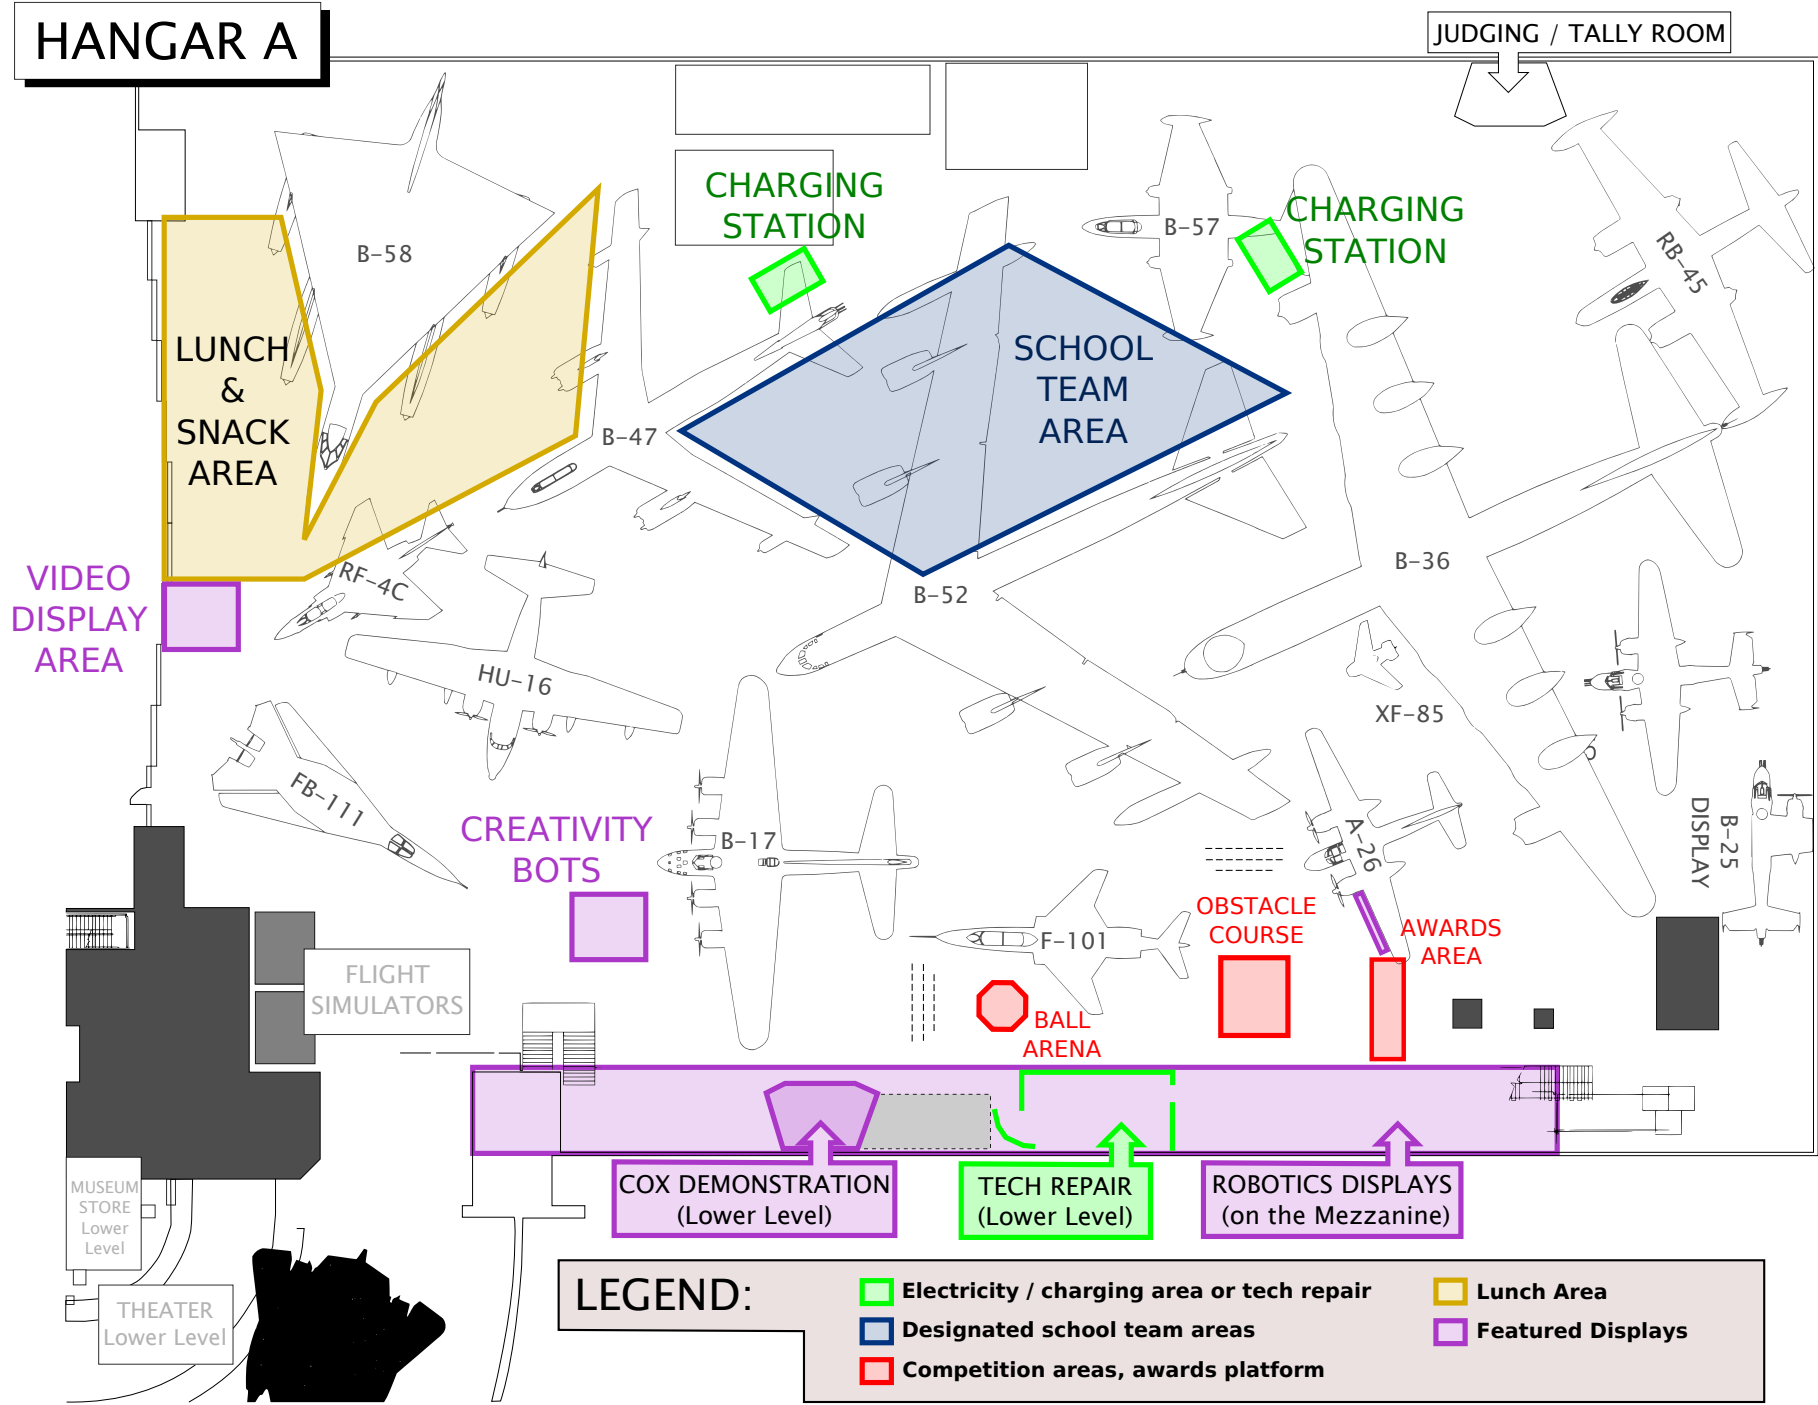 HANGAR A
JUDGING / TALLY ROOM
CHARGING
STATION
B-57
CHARGING
STATION
B-58
RB-45
LUNCH
&
SNACK
AREA
SCHOOL
TEAM
AREA
B-47
VIDEO
DISPLAY
AREA
RF-4C
B-52
B-36
HU-16
XF-85
FB-111
CREATIVITY
BOTS
B-17
A-26
B-25
DISPLAY
OBSTACLE
COURSE
AWARDS
AREA
F-101
FLIGHT
SIMULATORS
BALL
ARENA
MUSEUM
STORE
Lower
Level
COX DEMONSTRATION
(Lower Level)
TECH REPAIR
(Lower Level)
ROBOTICS DISPLAYS
(on the Mezzanine)
THEATER
Lower Level
LEGEND:
Electricity / charging area or tech repair
Designated school team areas
Competition areas, awards platform
Lunch Area
Featured Displays